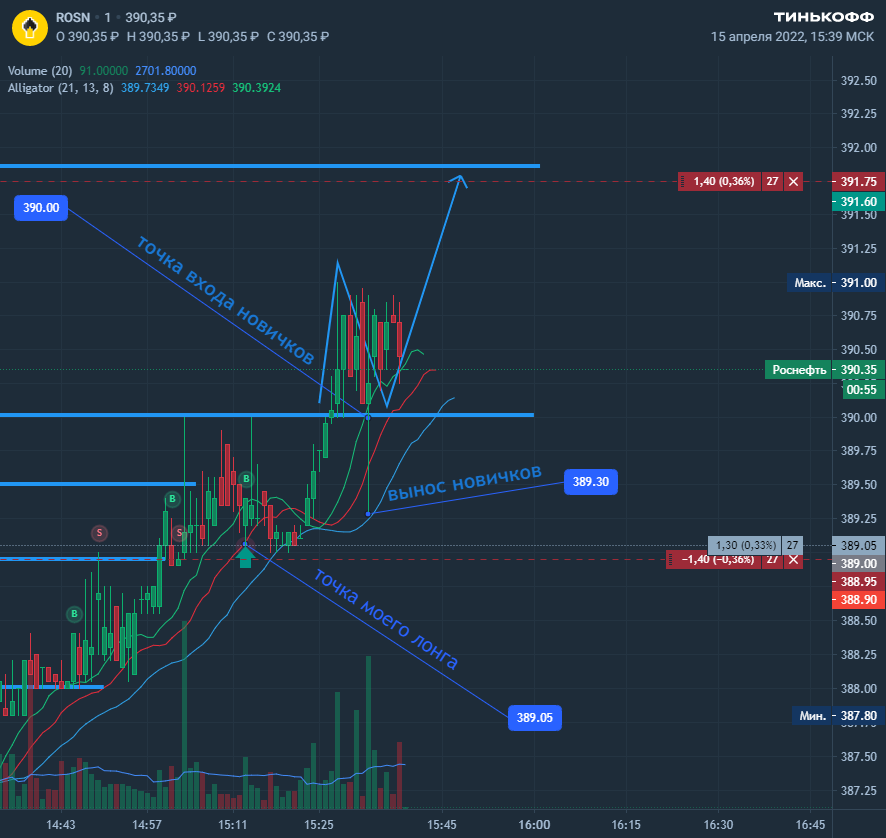 ROSN 1 390,35 ₽
ТИНЬКОФФ
O 390,35 ₽ H 390,35 ₽ L 390,35 ₽ C 390,35 ₽
15 апреля 2022, 15:39 МСК
Volume (20) 91.00000 2701.80000
Alligator (21, 13, 8) 389.7349 390.1259 390.3924
392.50
392.25
392.00
1,40 (0,36%) 27
391.75
391.60
391.50
390.00
391.25
точка входа новичков
Макс. 391.00
390.75
390.50
Роснефть 390.35
00:55
390.00
389.75
389.50
вынос новичков
389.30
B
B
389.25
S
S
1,30 (0,33%) 27
389.05
−1,40 (−0,36%) 27
389.00
388.95
388.90
точка моего лонга
B
388.50
388.25
388.00
389.05
Мин. 387.80
387.50
387.25
14:43 14:57 15:11 15:25 15:45 16:00 16:15 16:30 16:45